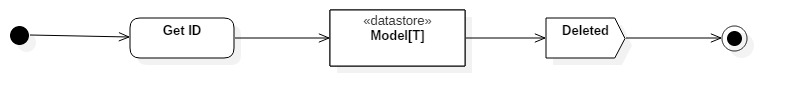 Get ID
«datastore»
Model[T]
Deleted